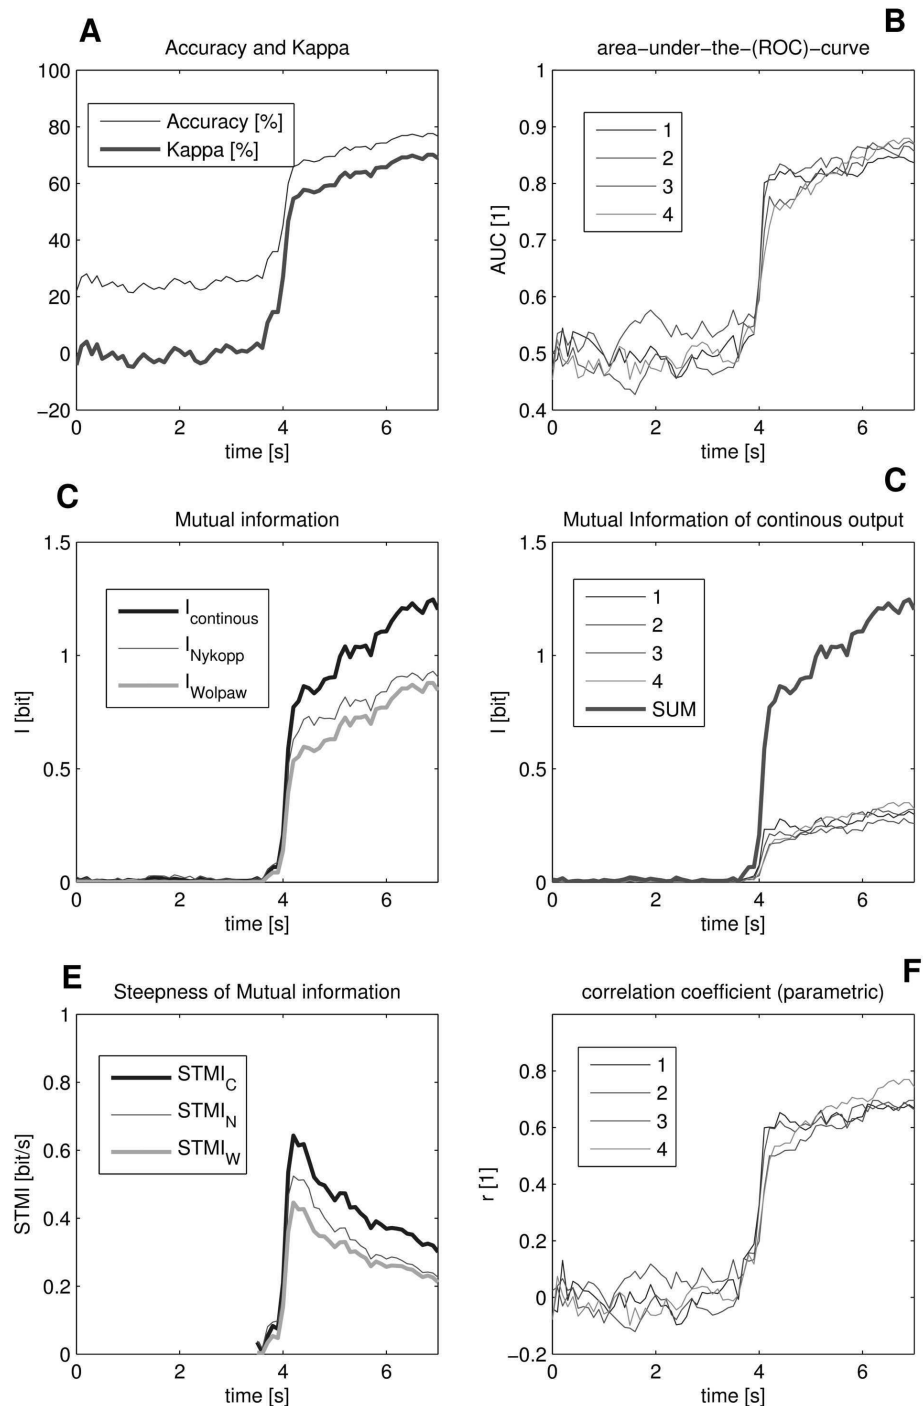 A
Accuracy and Kappa
100
80
60
40
20
0
−20
Accuracy [%]
Kappa [%]
0 2 4 6
time [s]
B
area−under−the−(ROC)−curve
1
0.9
0.8
0.7
0.6
0.5
0.4
AUC [1]
1
2
3
4
0 2 4 6
time [s]
C
Mutual information
1.5
1
0.5
0
I [bit]
I continous
I Nykopp
I Wolpaw
0 2 4 6
time [s]
C
Mutual Information of continous output
1.5
1
0.5
0
I [bit]
1
2
3
4
SUM
0 2 4 6
time [s]
E
Steepness of Mutual information
1
0.8
0.6
0.4
0.2
0
STMI [bit/s]
STMI C
STMI N
STMI W
0 2 4 6
time [s]
F
correlation coefficient (parametric)
0.8
0.6
0.4
0.2
0
−0.2
r [1]
1
2
3
4
0 2 4 6
time [s]